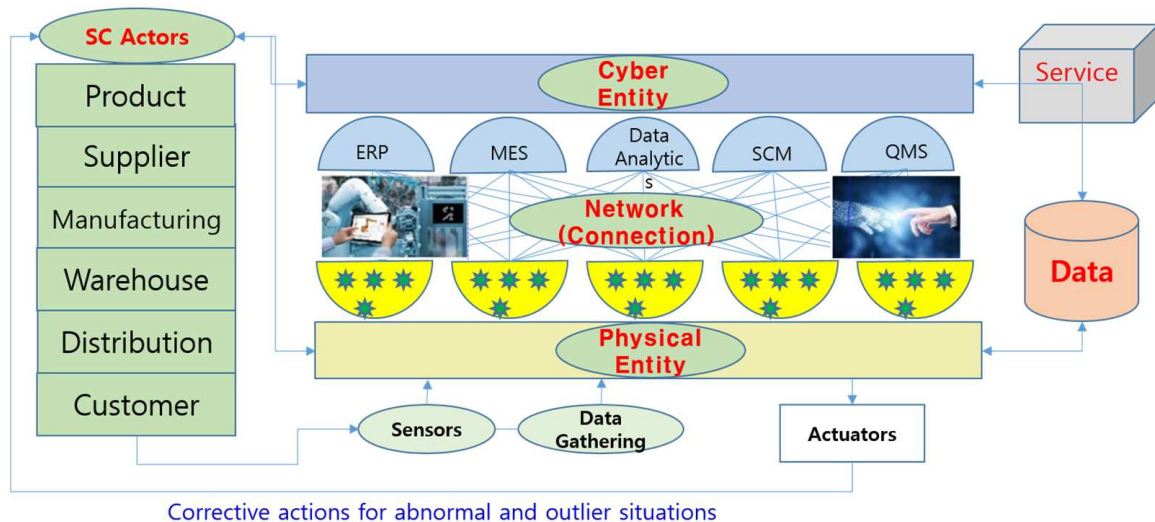 SC Actors
Product
Supplier
Manufacturing
Warehouse
Distribution
Customer
Cyber
Entity
Service
ERP
MES
Data
Analytic
s
SCM
QMS
Network
(Connection)
Data
Physical
Entity
Sensors
Data
Gathering
Actuators
Corrective actions for abnormal and outlier situations